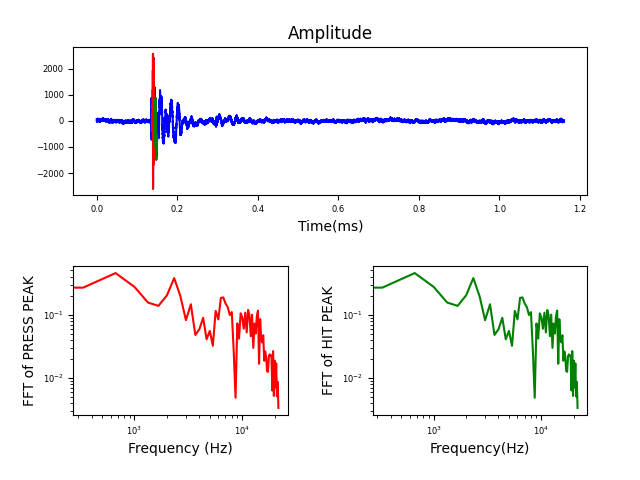 Amplitude
2000
1000
0
−1000
−2000
0.0 0.2 0.4 0.6 0.8 1.0 1.2
Time(ms)
FFT of PRESS PEAK
10⁻¹
10⁻²
10³ 10⁴
Frequency (Hz)
FFT of HIT PEAK
10⁻¹
10⁻²
10³ 10⁴
Frequency(Hz)